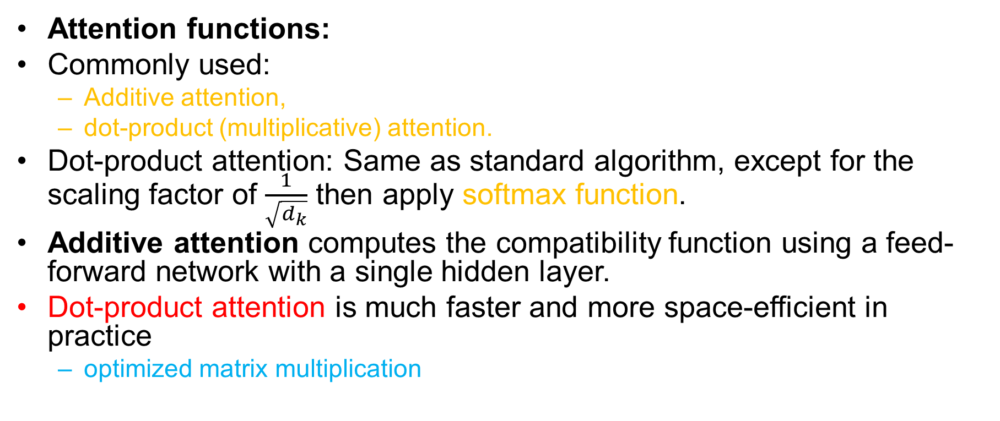 • Attention functions:
• Commonly used:
– Additive attention,
– dot-product (multiplicative) attention.
• Dot-product attention: Same as standard algorithm, except for the
scaling factor of 1/√d_k then apply softmax function.
• Additive attention computes the compatibility function using a feed-
forward network with a single hidden layer.
• Dot-product attention is much faster and more space-efficient in
practice
– optimized matrix multiplication